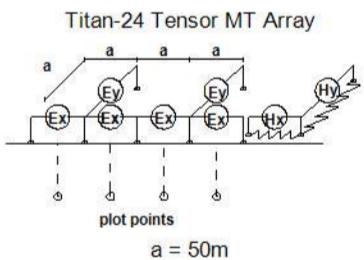 Titan-24 Tensor MT Array
a a a
a
Ey Ey Hy
Ex Ex Ex Ex Hx
plot points
a = 50m